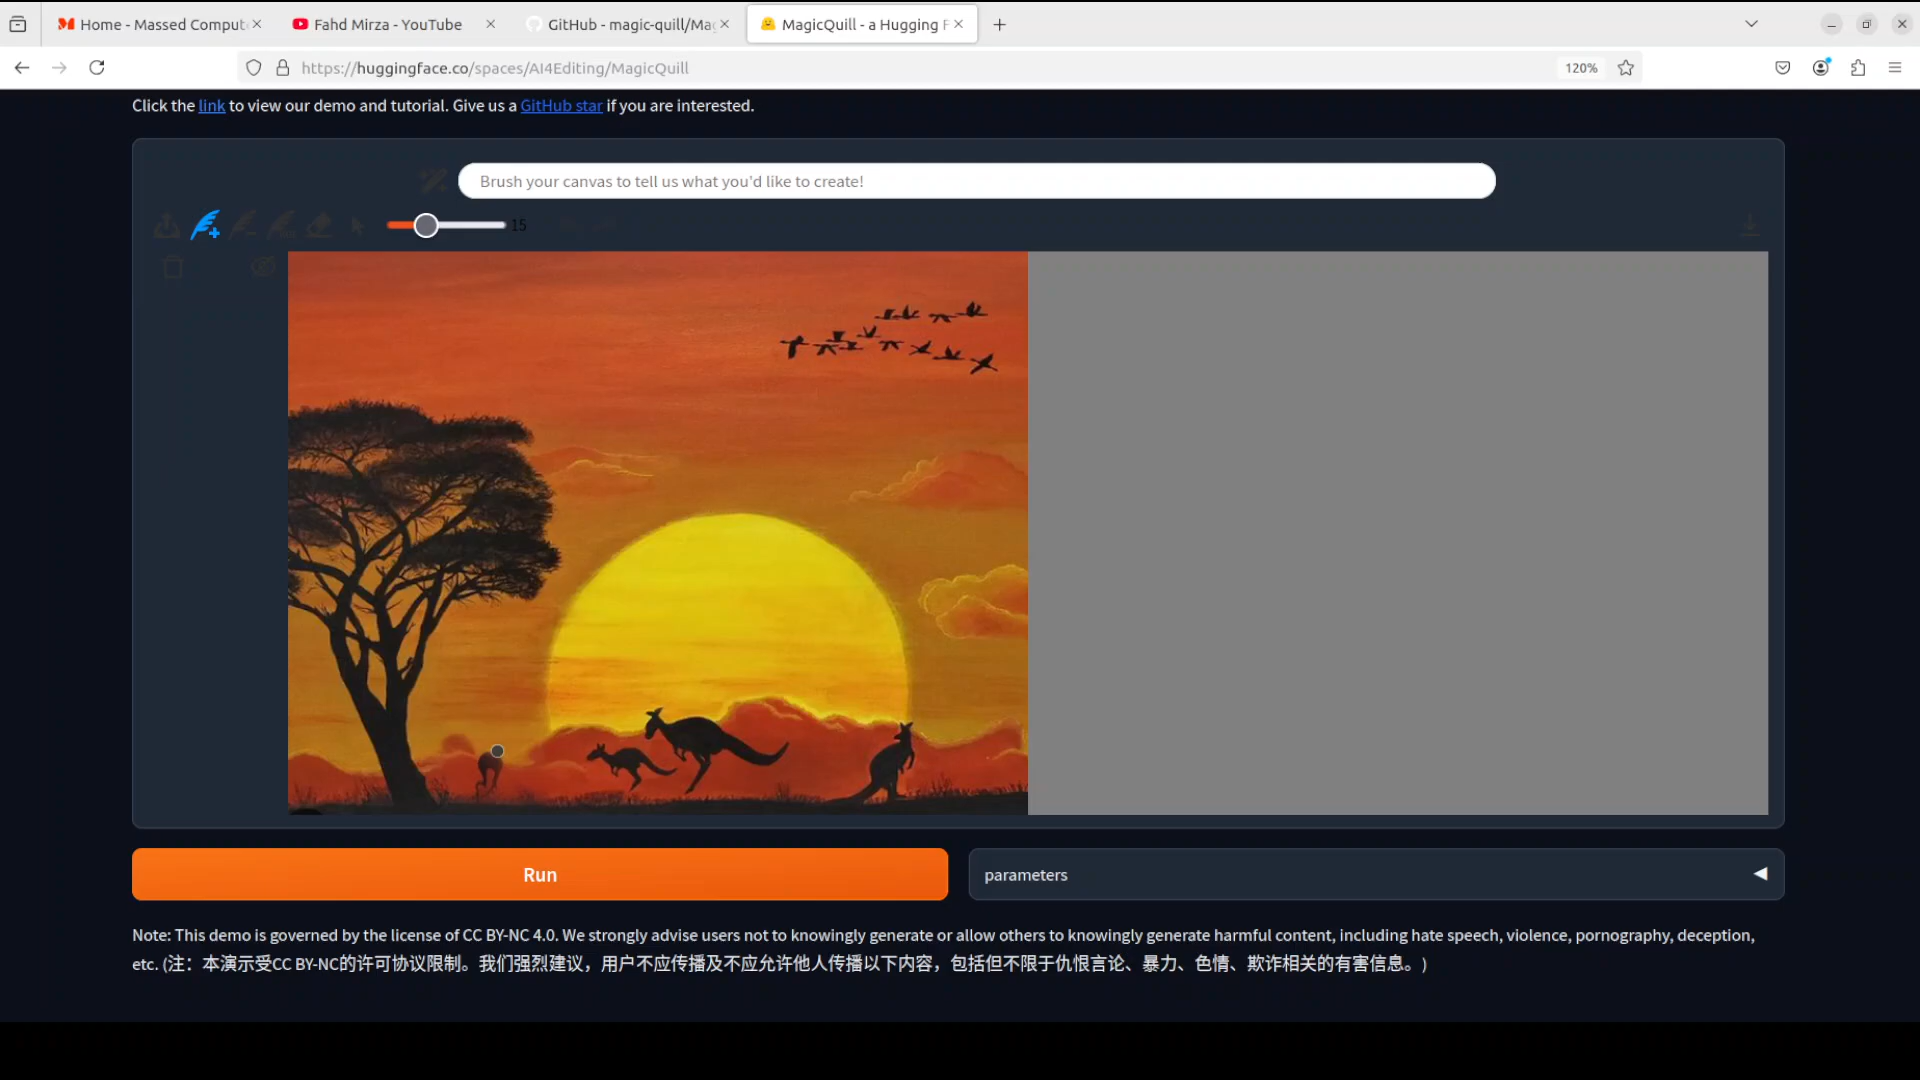 Home - Massed Comput
Fahd Mirza - YouTube
GitHub - magic-quill/Mag
MagicQuill - a Hugging F
https://huggingface.co/spaces/AI4Editing/MagicQuill
120%
Click the link to view our demo and tutorial. Give us a GitHub star if you are interested.
Brush your canvas to tell us what you'd like to create!
15
Run
parameters
Note: This demo is governed by the license of CC BY-NC 4.0. We strongly advise users not to knowingly generate or allow others to knowingly generate harmful content, including hate speech, violence, pornography, deception,
etc. (注：本演示受CC BY-NC的许可协议限制。我们强烈建议，用户不应传播及不应允许他人传播以下内容，包括但不限于仇恨言论、暴力、色情、欺诈相关的有害信息。)